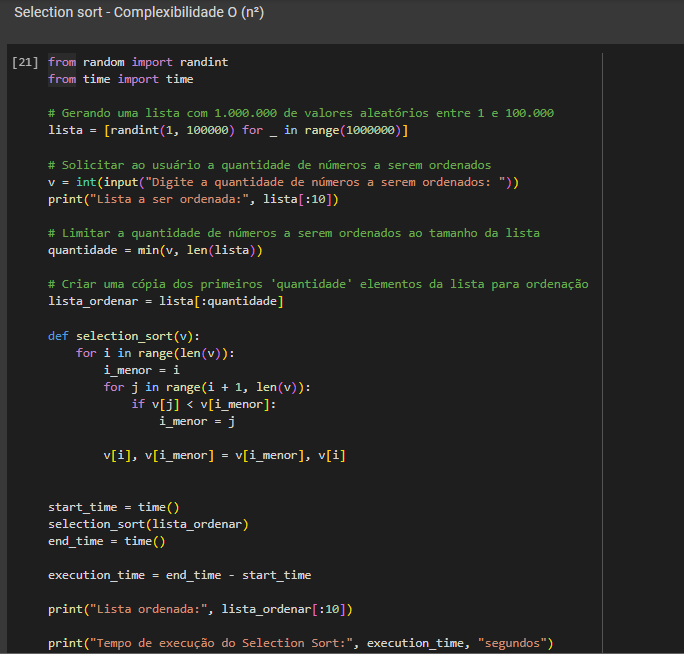 Selection sort - Complexibilidade O (n²)
[21] from random import randint
from time import time
# Gerando uma lista com 1.000.000 de valores aleatórios entre 1 e 100.000
lista = [randint(1, 100000) for _ in range(1000000)]
# Solicitar ao usuário a quantidade de números a serem ordenados
v = int(input("Digite a quantidade de números a serem ordenados: "))
print("Lista a ser ordenada:", lista[:10])
# Limitar a quantidade de números a serem ordenados ao tamanho da lista
quantidade = min(v, len(lista))
# Criar uma cópia dos primeiros 'quantidade' elementos da lista para ordenação
lista_ordenar = lista[:quantidade]
def selection_sort(v):
    for i in range(len(v)):
        i_menor = i
        for j in range(i + 1, len(v)):
            if v[j] < v[i_menor]:
                i_menor = j
        v[i], v[i_menor] = v[i_menor], v[i]
start_time = time()
selection_sort(lista_ordenar)
end_time = time()
execution_time = end_time - start_time
print("Lista ordenada:", lista_ordenar[:10])
print("Tempo de execução do Selection Sort:", execution_time, "segundos")